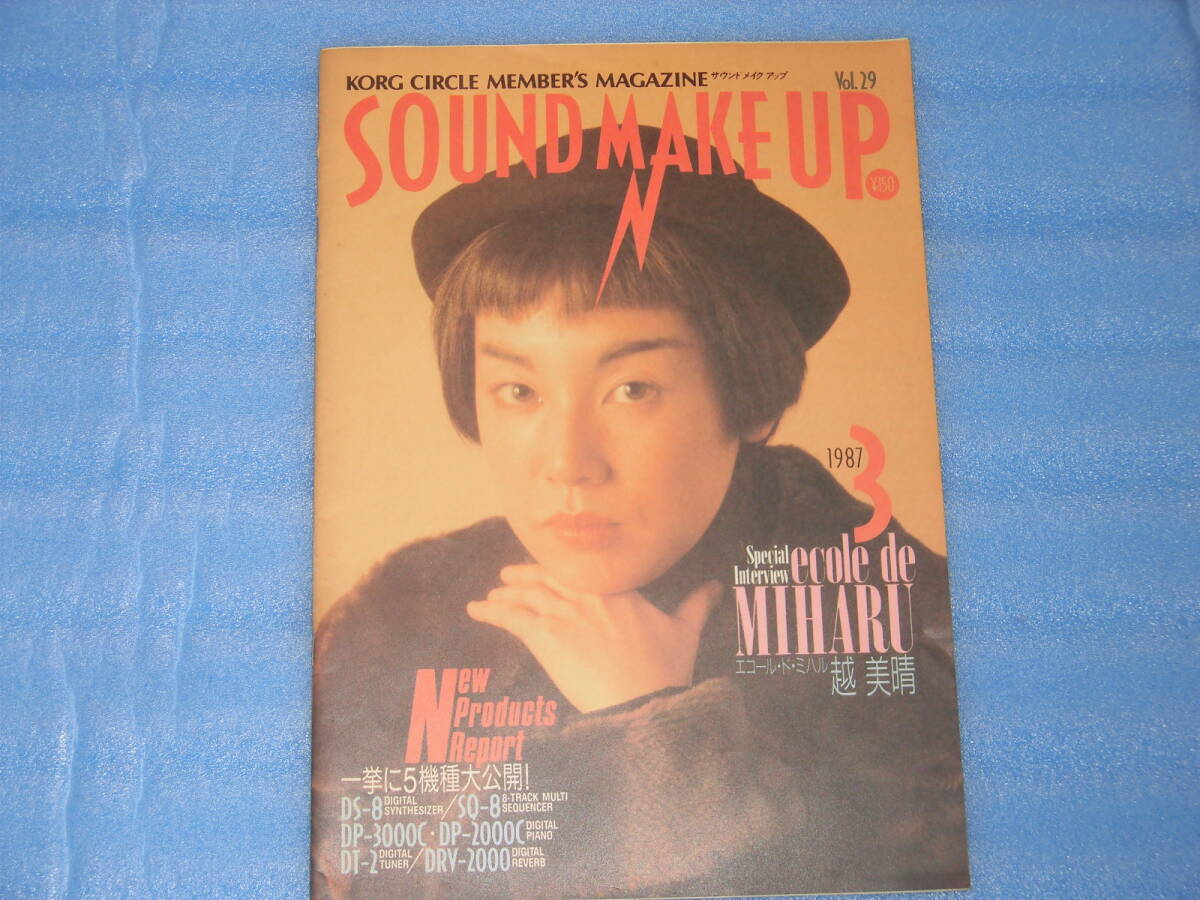 KORG CIRCLE MEMBER'S MAGAZINE サウンド メイク アップ
Vol.29
SOUND MAKE UP
¥150
1987 3
Special Interview
ecole de MIHARU
エコール・ド・ミハル 越 美晴
New Products Report
一挙に5機種大公開!
DS-8 DIGITAL SYNTHESIZER/SQ-8 8-TRACK MULTI SEQUENCER
DP-3000C・DP-2000C DIGITAL PIANO
DT-2 DIGITAL TUNER/DRV-2000 DIGITAL REVERB